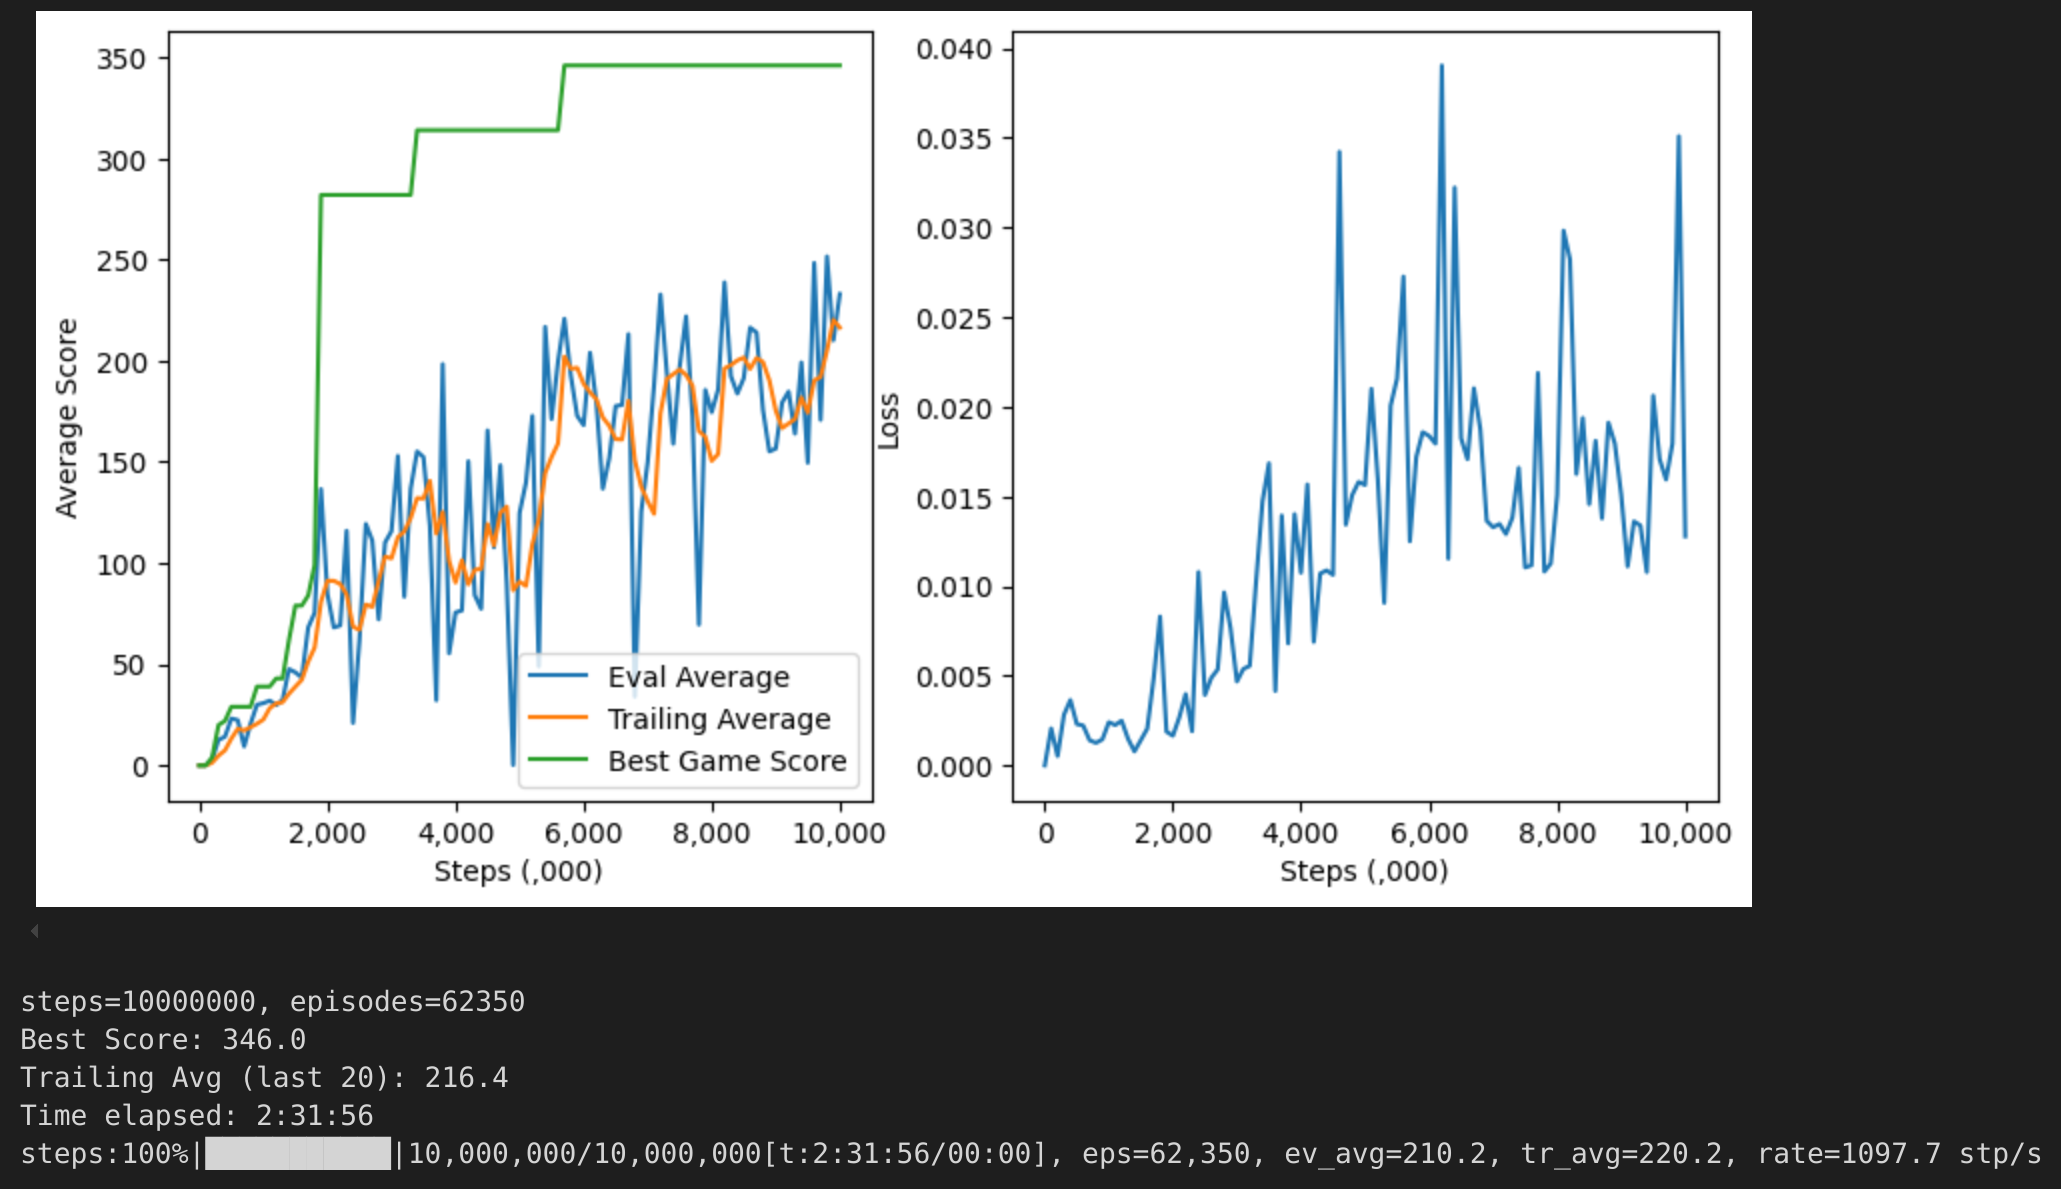 350
300
250
200
150
100
50
0
Average Score
0 2,000 4,000 6,000 8,000 10,000
Steps (,000)
Eval Average
Trailing Average
Best Game Score
0.040
0.035
0.030
0.025
0.020
0.015
0.010
0.005
0.000
Loss
0 2,000 4,000 6,000 8,000 10,000
Steps (,000)
steps=10000000, episodes=62350
Best Score: 346.0
Trailing Avg (last 20): 216.4
Time elapsed: 2:31:56
steps:100%|██████████|10,000,000/10,000,000[t:2:31:56/00:00], eps=62,350, ev_avg=210.2, tr_avg=220.2, rate=1097.7 stp/s